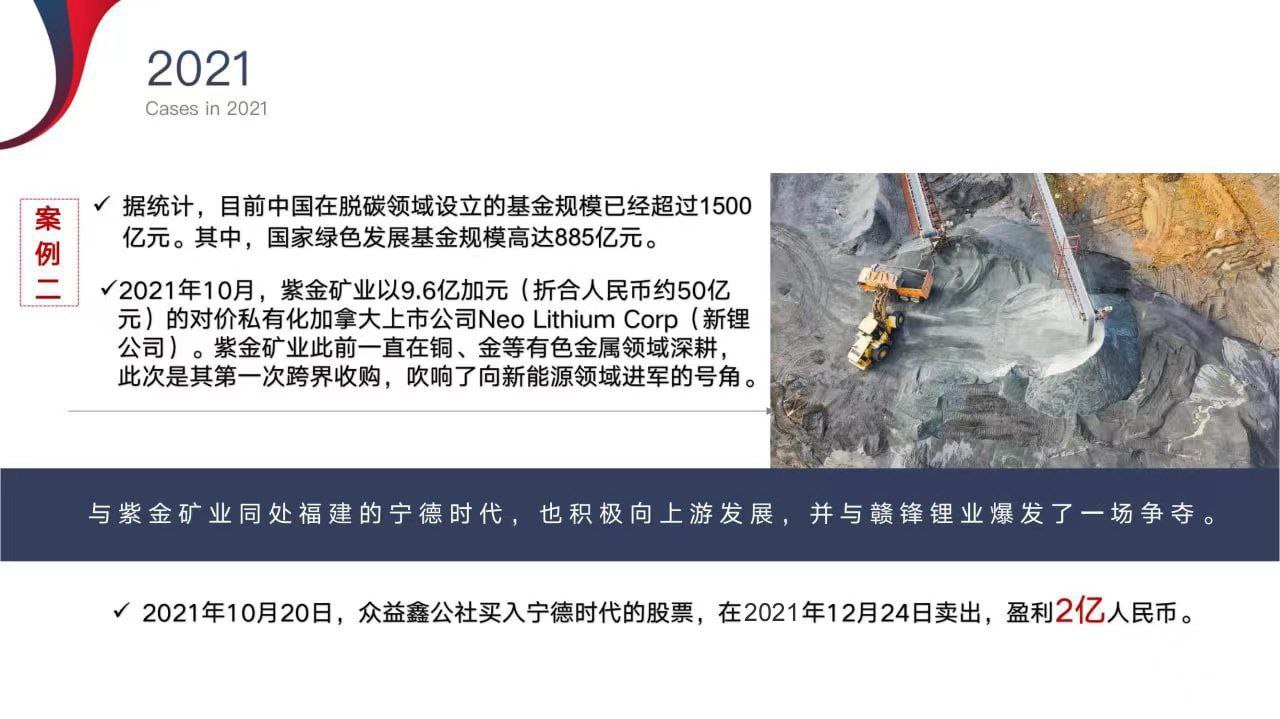 2021
Cases in 2021
案
例
二
据统计，目前中国在脱碳领域设立的基金规模已经超过1500
亿元。其中，国家绿色发展基金规模高达885亿元。
2021年10月，紫金矿业以9.6亿加元（折合人民币约50亿
元）的对价私有化加拿大上市公司Neo Lithium Corp（新锂
公司）。紫金矿业此前一直在铜、金等有色金属领域深耕，
此次是其第一次跨界收购，吹响了向新能源领域进军的号角。
与紫金矿业同处福建的宁德时代，也积极向上游发展，并与赣锋锂业爆发了一场争夺。
2021年10月20日，众益鑫公社买入宁德时代的股票，在2021年12月24日卖出，盈利2亿人民币。